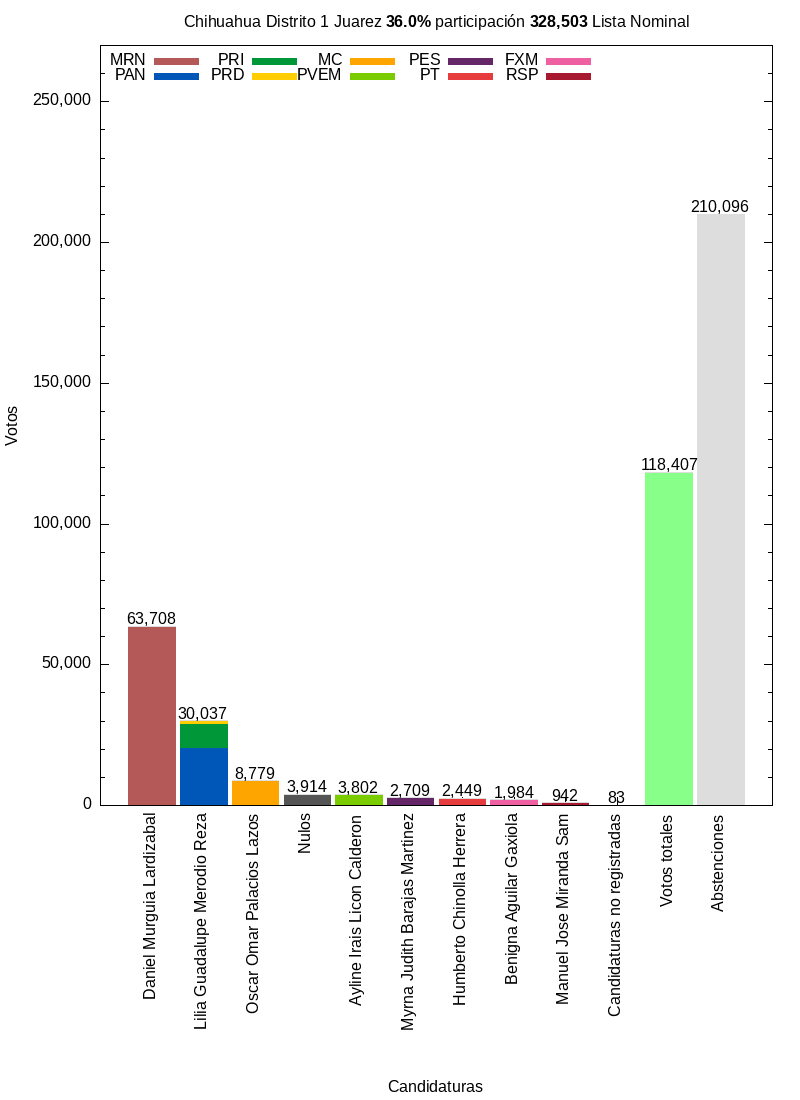 Chihuahua Distrito 1 Juarez 36.0% participación 328,503 Lista Nominal
MRN PRI MC PES FXM
PAN PRD PVEM PT RSP
250,000
200,000
150,000
100,000
50,000
0
Votos
63,708
30,037
8,779
3,914
3,802
2,709
2,449
1,984
942
83
118,407
210,096
Daniel Murguia Lardizabal
Lilia Guadalupe Merodio Reza
Oscar Omar Palacios Lazos
Nulos
Ayline Irais Licon Calderon
Myrna Judith Barajas Martinez
Humberto Chinolla Herrera
Benigna Aguilar Gaxiola
Manuel Jose Miranda Sam
Candidaturas no registradas
Votos totales
Abstenciones
Candidaturas